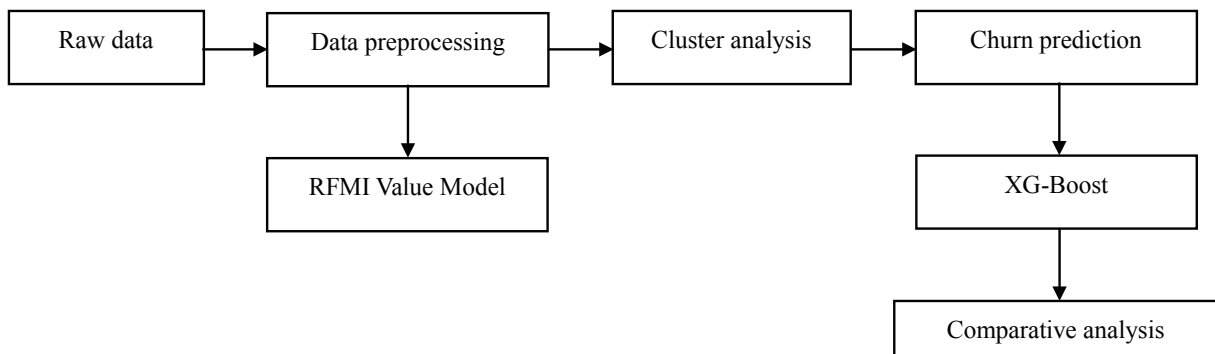 Raw data
Data preprocessing
Cluster analysis
Churn prediction
RFMI Value Model
XG-Boost
Comparative analysis